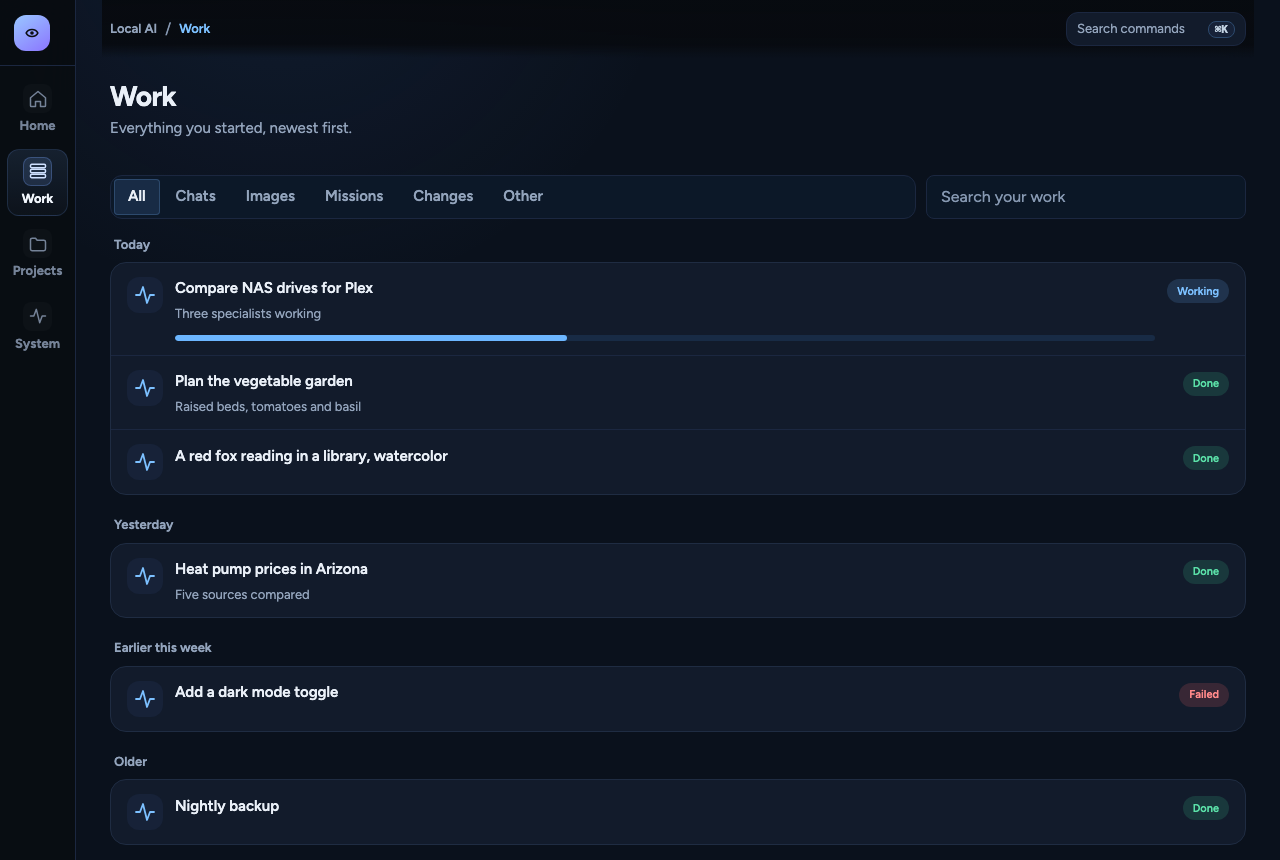 Local AI / Work
Search commands ⌘K
Home
Work
Projects
System
Work
Everything you started, newest first.
All Chats Images Missions Changes Other
Search your work
Today
Compare NAS drives for Plex
Working
Three specialists working
Plan the vegetable garden
Done
Raised beds, tomatoes and basil
A red fox reading in a library, watercolor
Done
Yesterday
Heat pump prices in Arizona
Done
Five sources compared
Earlier this week
Add a dark mode toggle
Failed
Older
Nightly backup
Done